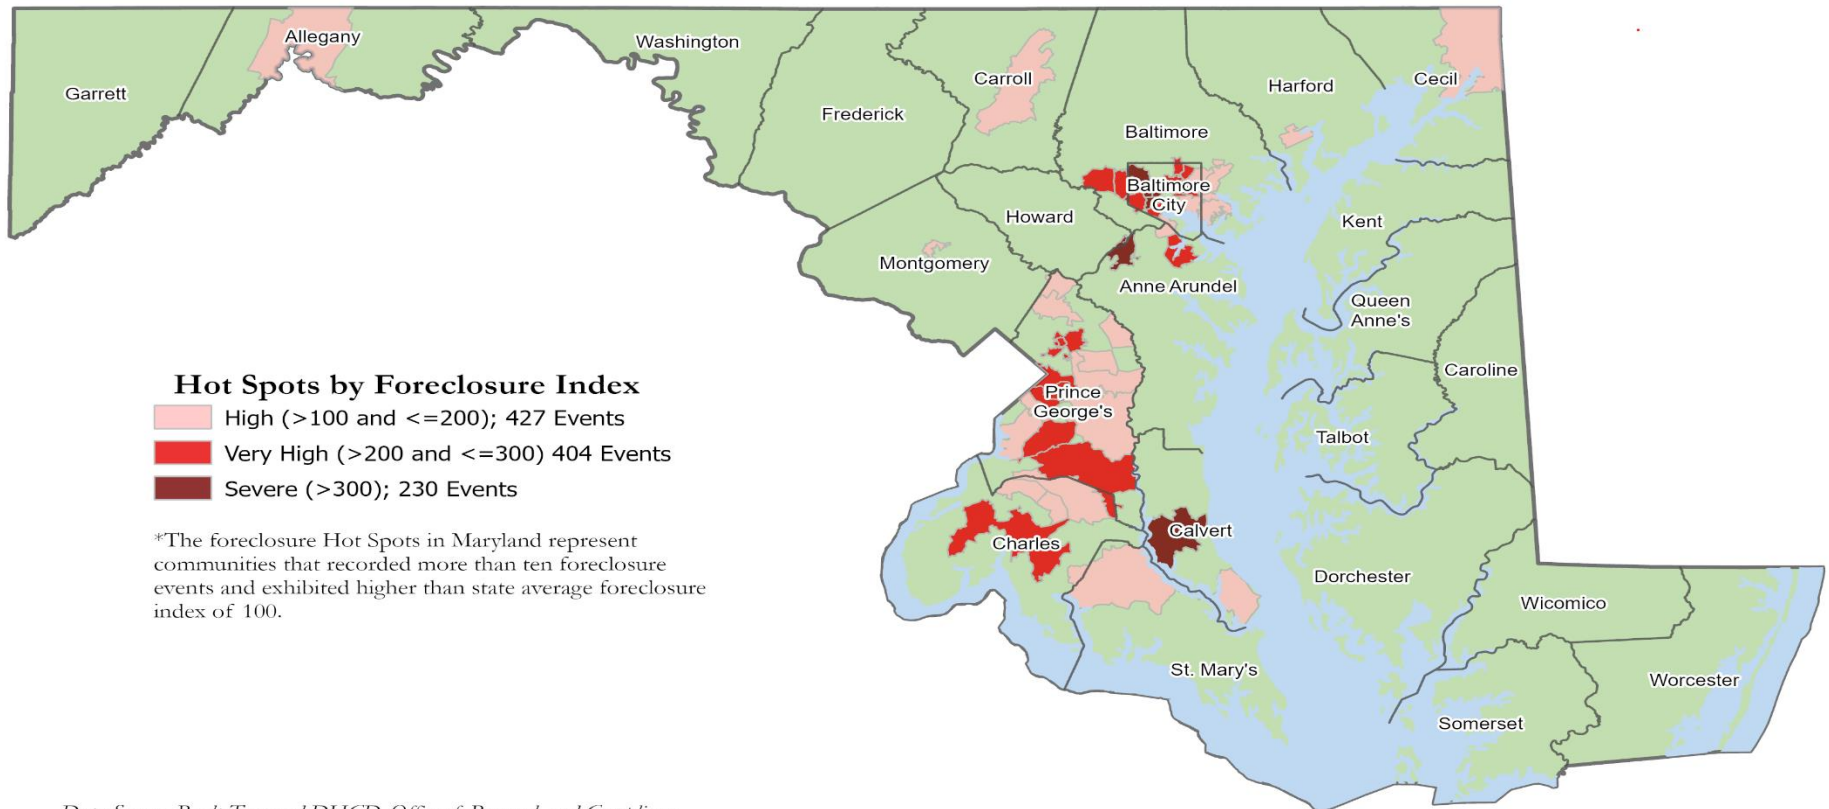 Allegany
Washington
Garrett
Carroll
Cecil
Harford
Frederick
Baltimore
Baltimore
City
Howard
Kent
Montgomery
Anne Arundel
Queen
Anne's
Caroline
Prince
George's
Talbot
Hot Spots by Foreclosure Index
High (>100 and <=200); 427 Events
Very High (>200 and <=300) 404 Events
Severe (>300); 230 Events
*The foreclosure Hot Spots in Maryland represent
communities that recorded more than ten foreclosure
events and exhibited higher than state average foreclosure
index of 100.
Calvert
Charles
Dorchester
Wicomico
St. Mary's
Worcester
Somerset